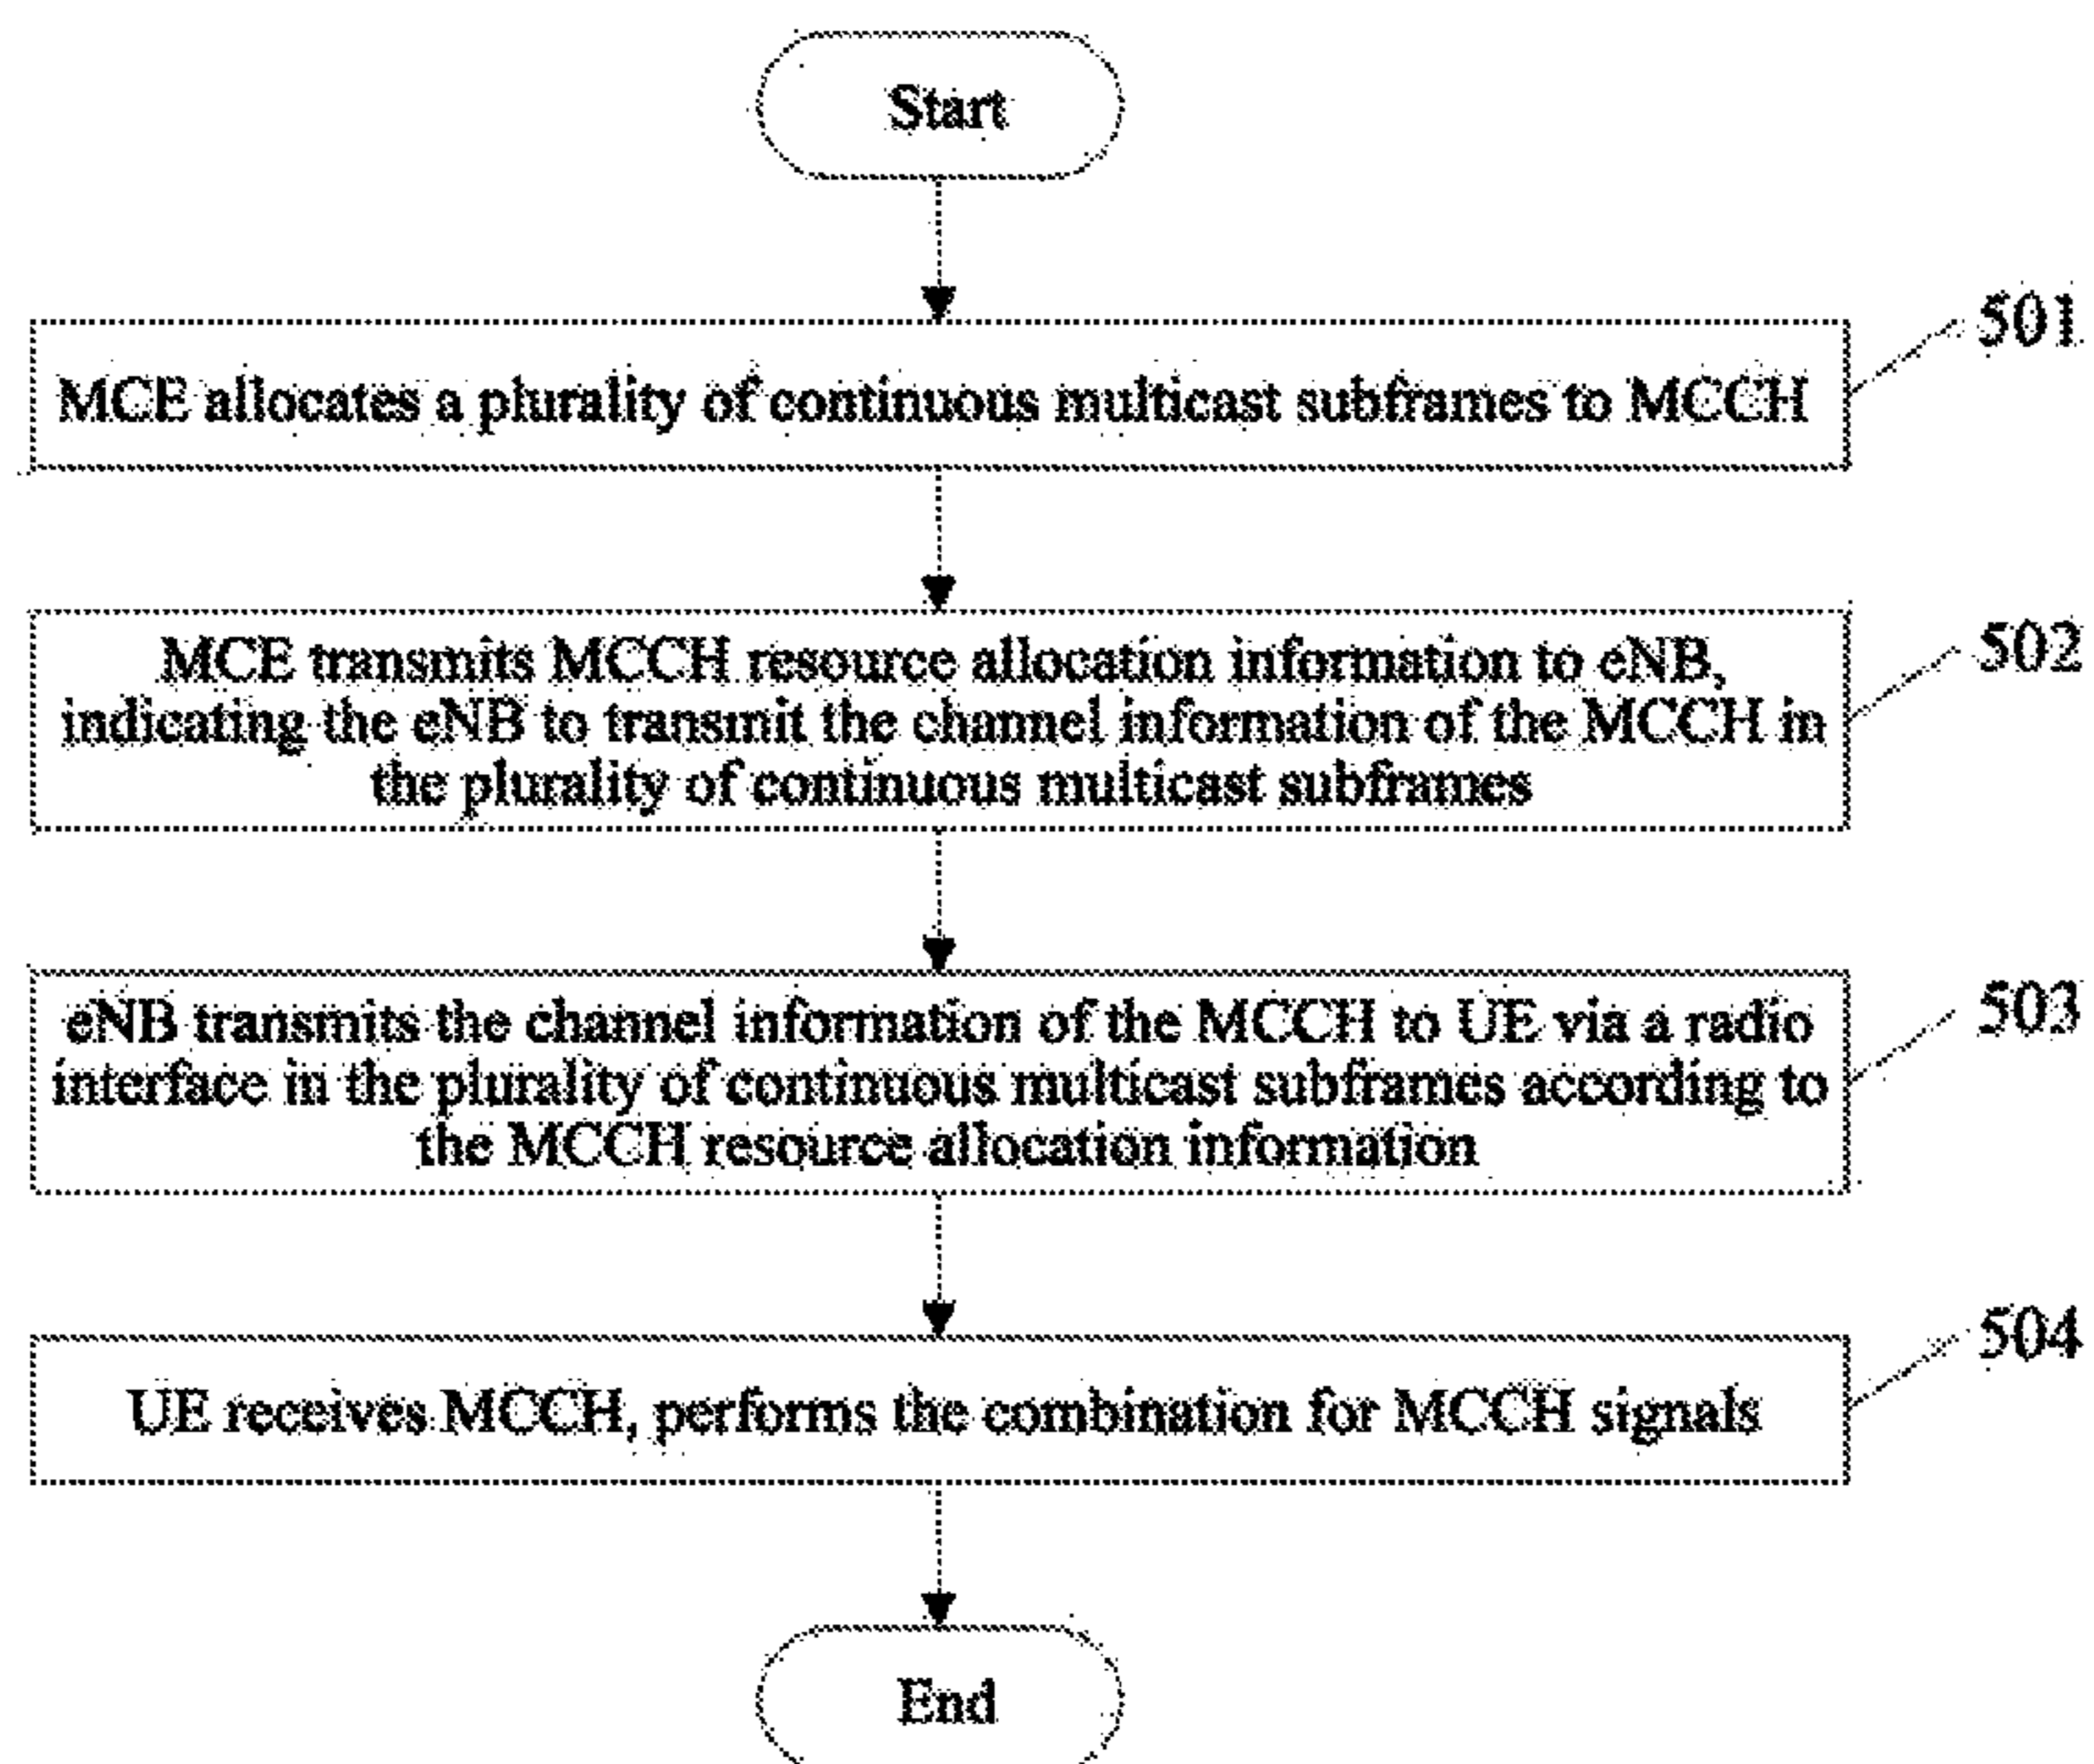 Start
MCE allocates a plurality of continuous multicast subframes to MCCH
501
MCE transmits MCCH resource allocation information to eNB,
indicating the eNB to transmit the channel information of the MCCH in
the plurality of continuous multicast subframes
502
eNB transmits the channel information of the MCCH to UE via a radio
interface in the plurality of continuous multicast subframes according to
the MCCH resource allocation information
503
UE receives MCCH, performs the combination for MCCH signals
504
End